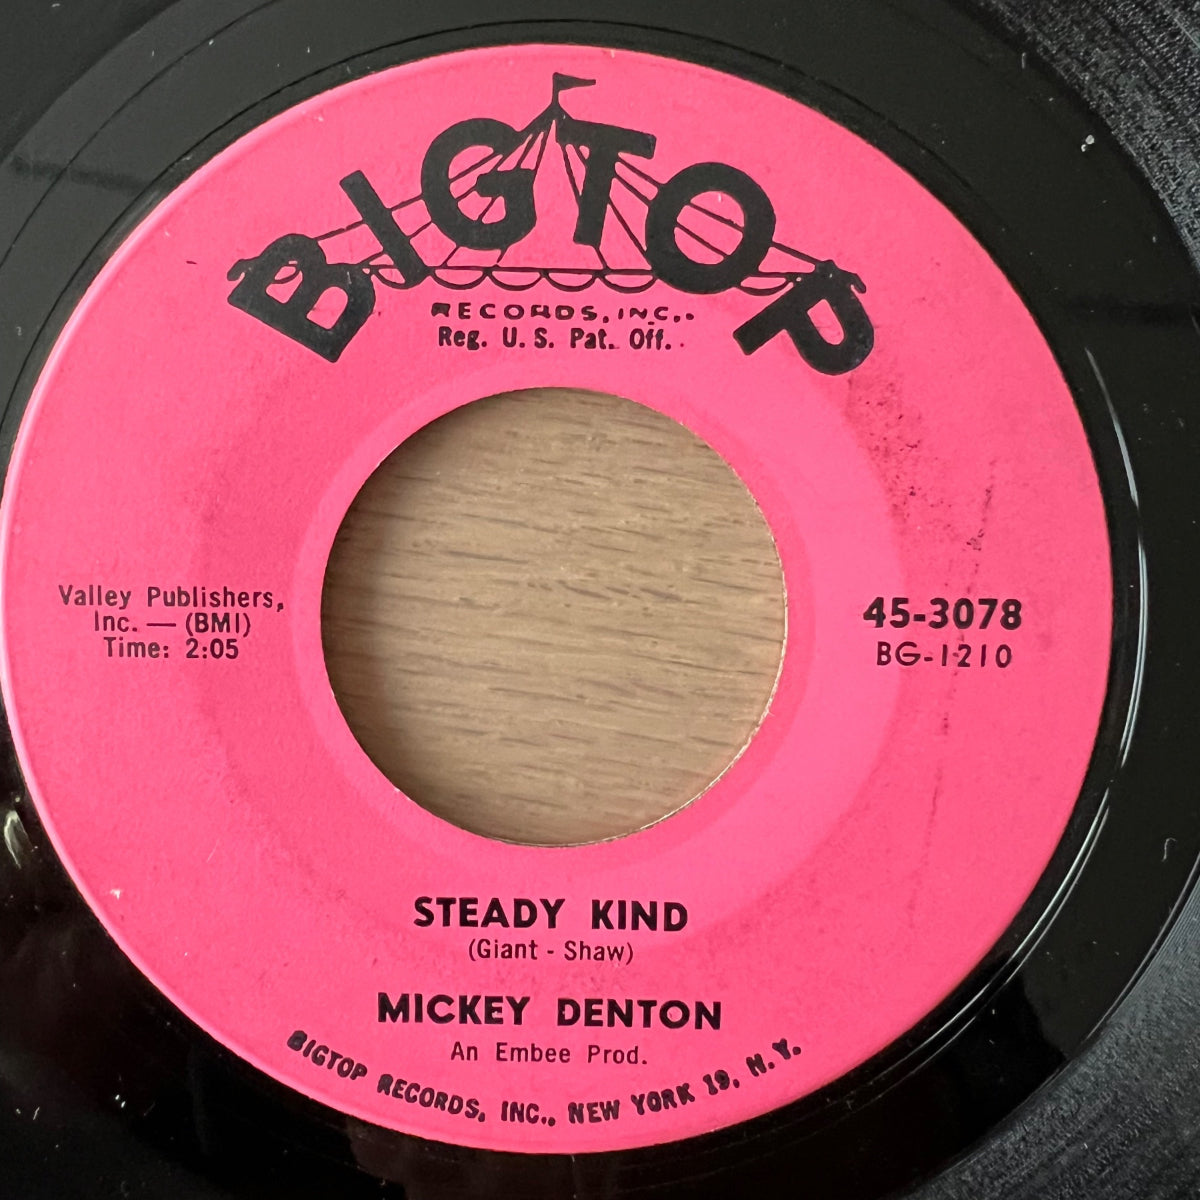 BIGTOP
RECORDS, INC..
Reg. U. S. Pat. Off.
Valley Publishers,
Inc. — (BMI)
Time: 2:05
45-3078
BG-1210
STEADY KIND
(Giant - Shaw)
MICKEY DENTON
An Embee Prod.
BIGTOP RECORDS, INC., NEW YORK 19, N. Y.